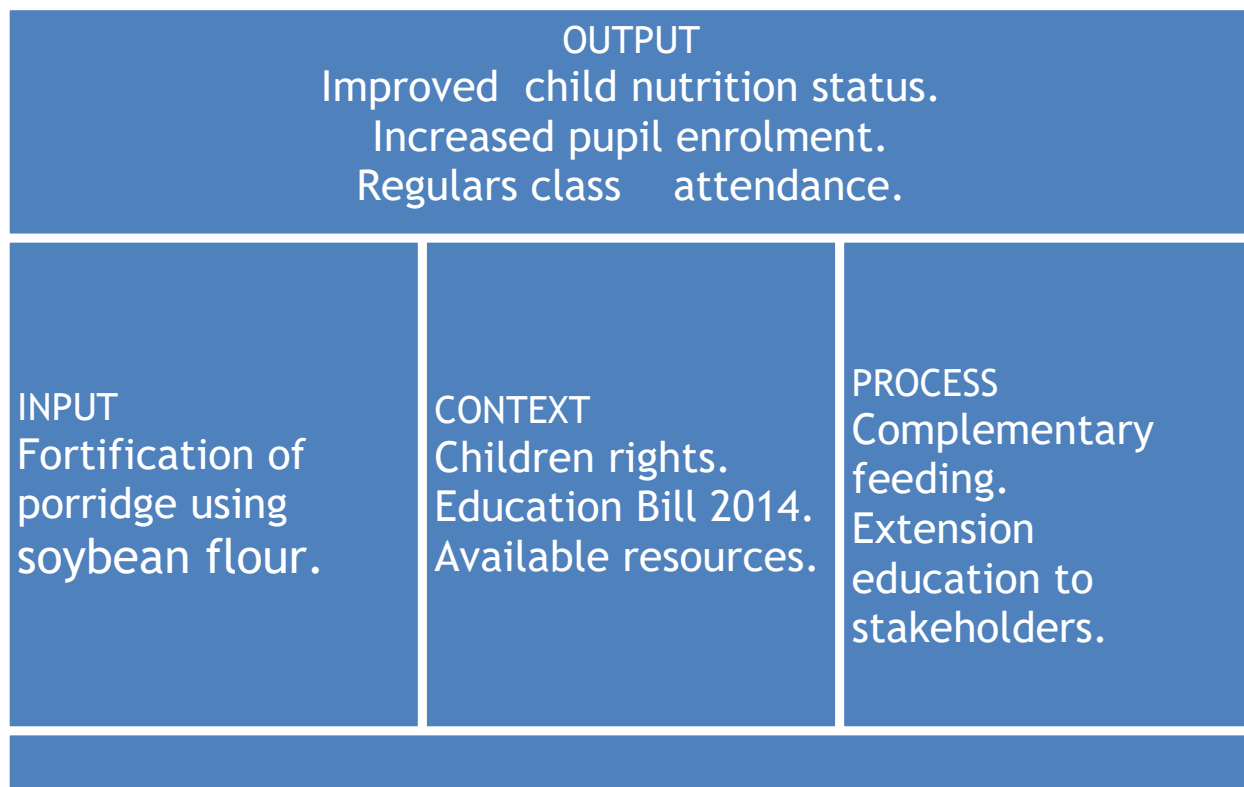 OUTPUT
Improved child nutrition status.
Increased pupil enrolment.
Regulars class attendance.
INPUT
Fortification of
porridge using
soybean flour.
CONTEXT
Children rights.
Education Bill 2014.
Available resources.
PROCESS
Complementary
feeding.
Extension
education to
stakeholders.